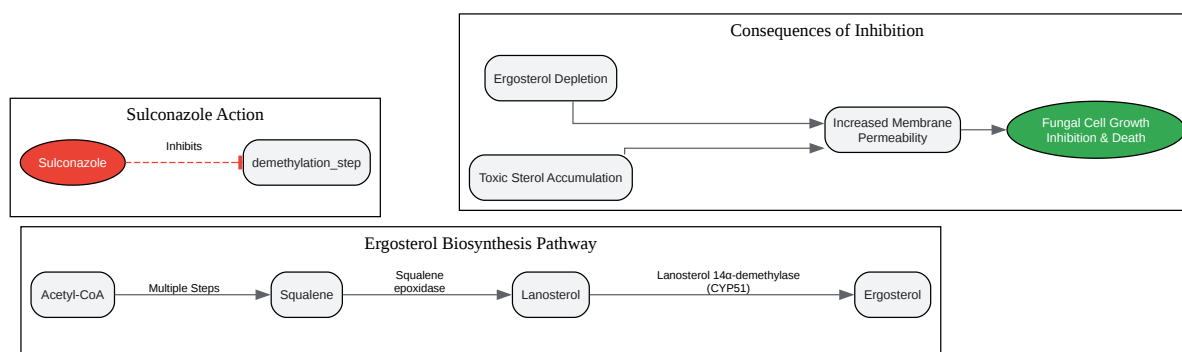 Consequences of Inhibition
Ergosterol Depletion
Toxic Sterol Accumulation
Increased Membrane
Permeability
Fungal Cell Growth
Inhibition & Death
Sulconazole Action
Sulconazole
Inhibits
demethylation_step
Ergosterol Biosynthesis Pathway
Acetyl-CoA
Multiple Steps
Squalene
Squalene
epoxidase
Lanosterol
Lanosterol 14α-demethylase
(CYP51)
Ergosterol